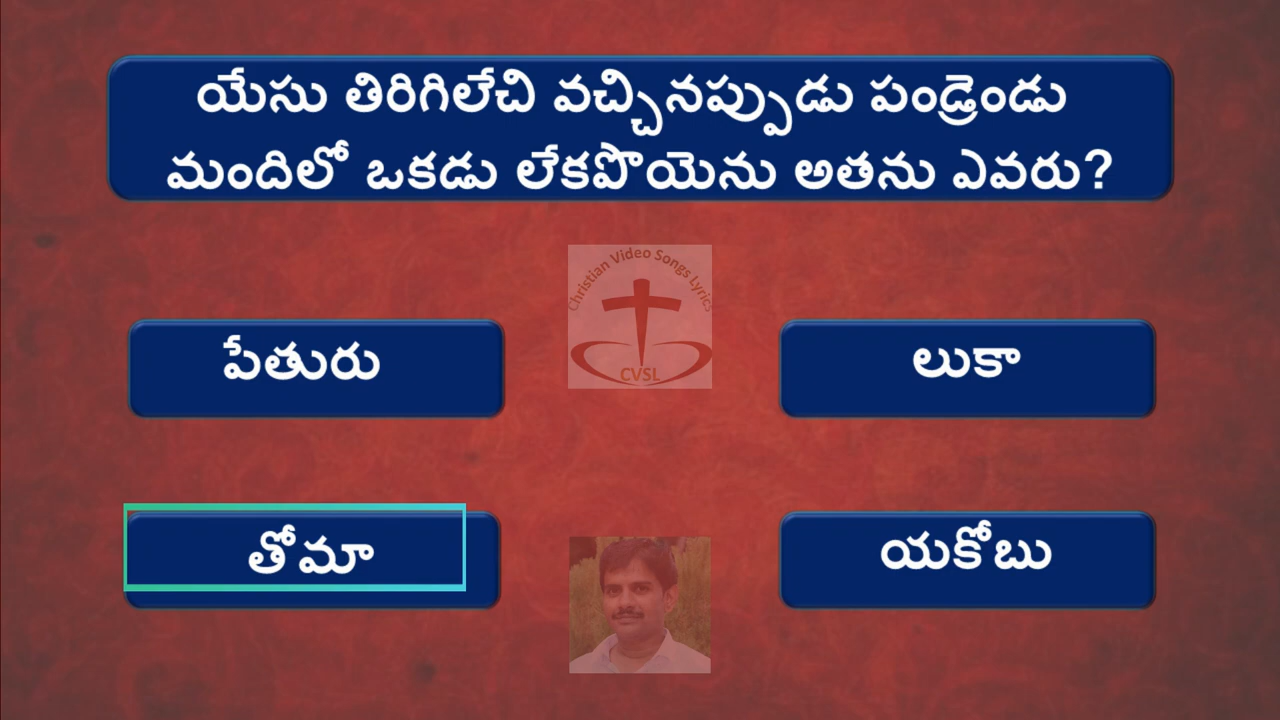 యేసు తిరిగిలేచి వచ్చినప్పుడు పండ్రెండు
మందిలో ఒకడు లేకపొయెను అతను ఎవరు?
Christian Video Songs Lyrics
CVSL
పేతురు
లుకా
తోమా
యకోబు